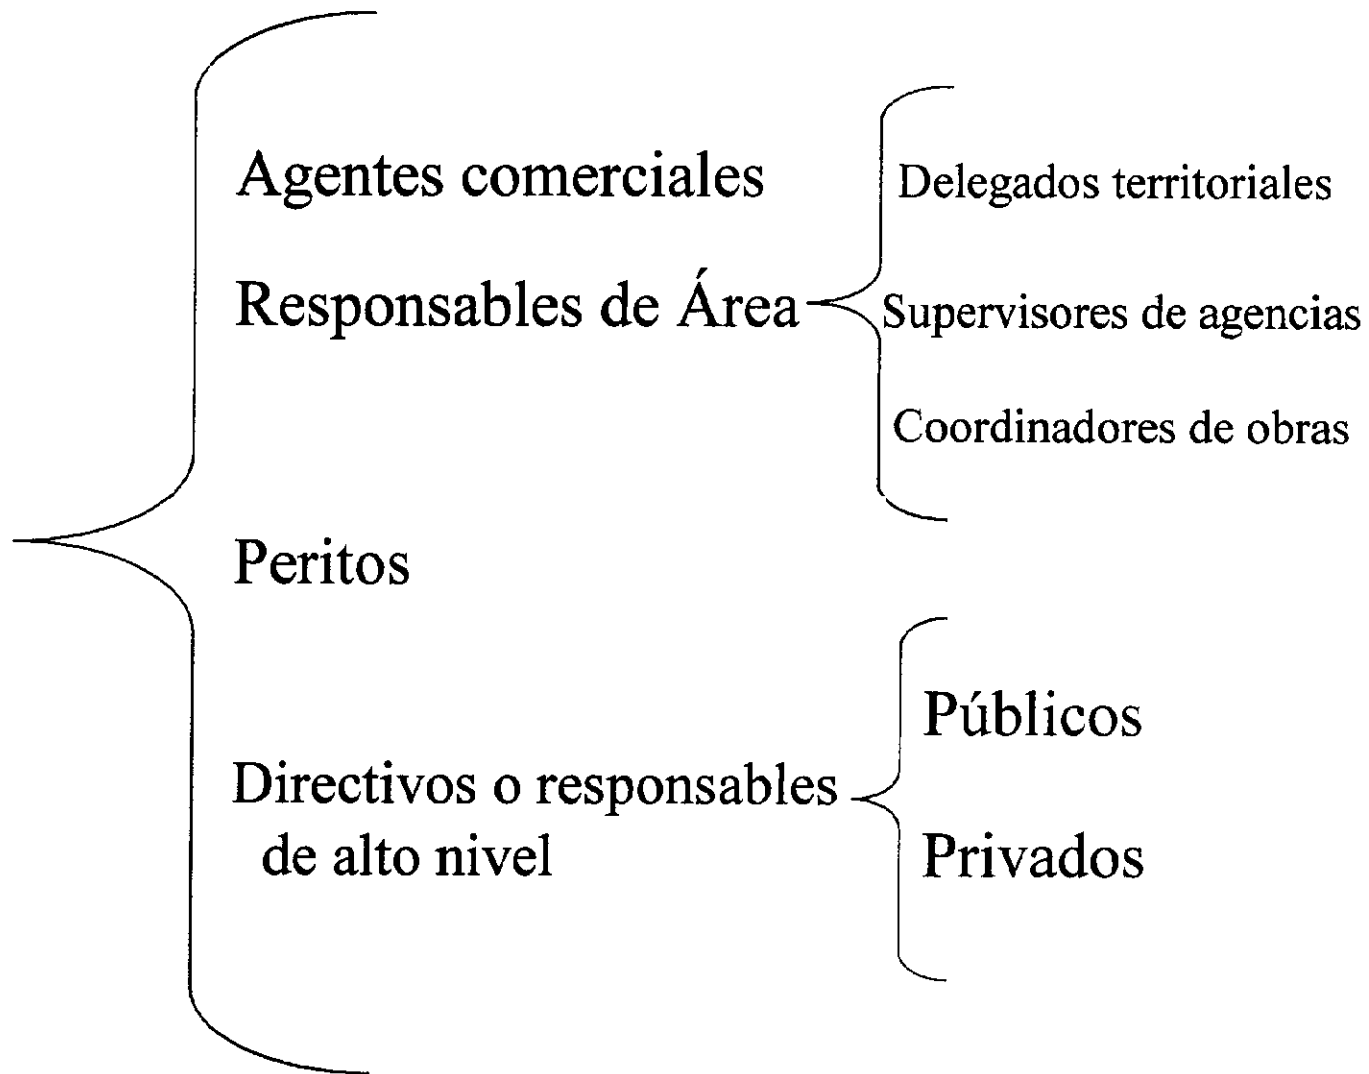 Agentes comerciales
Responsables de Área
Delegados territoriales
Supervisores de agencias
Coordinadores de obras
Peritos
Directivos o responsables
de alto nivel
Públicos
Privados